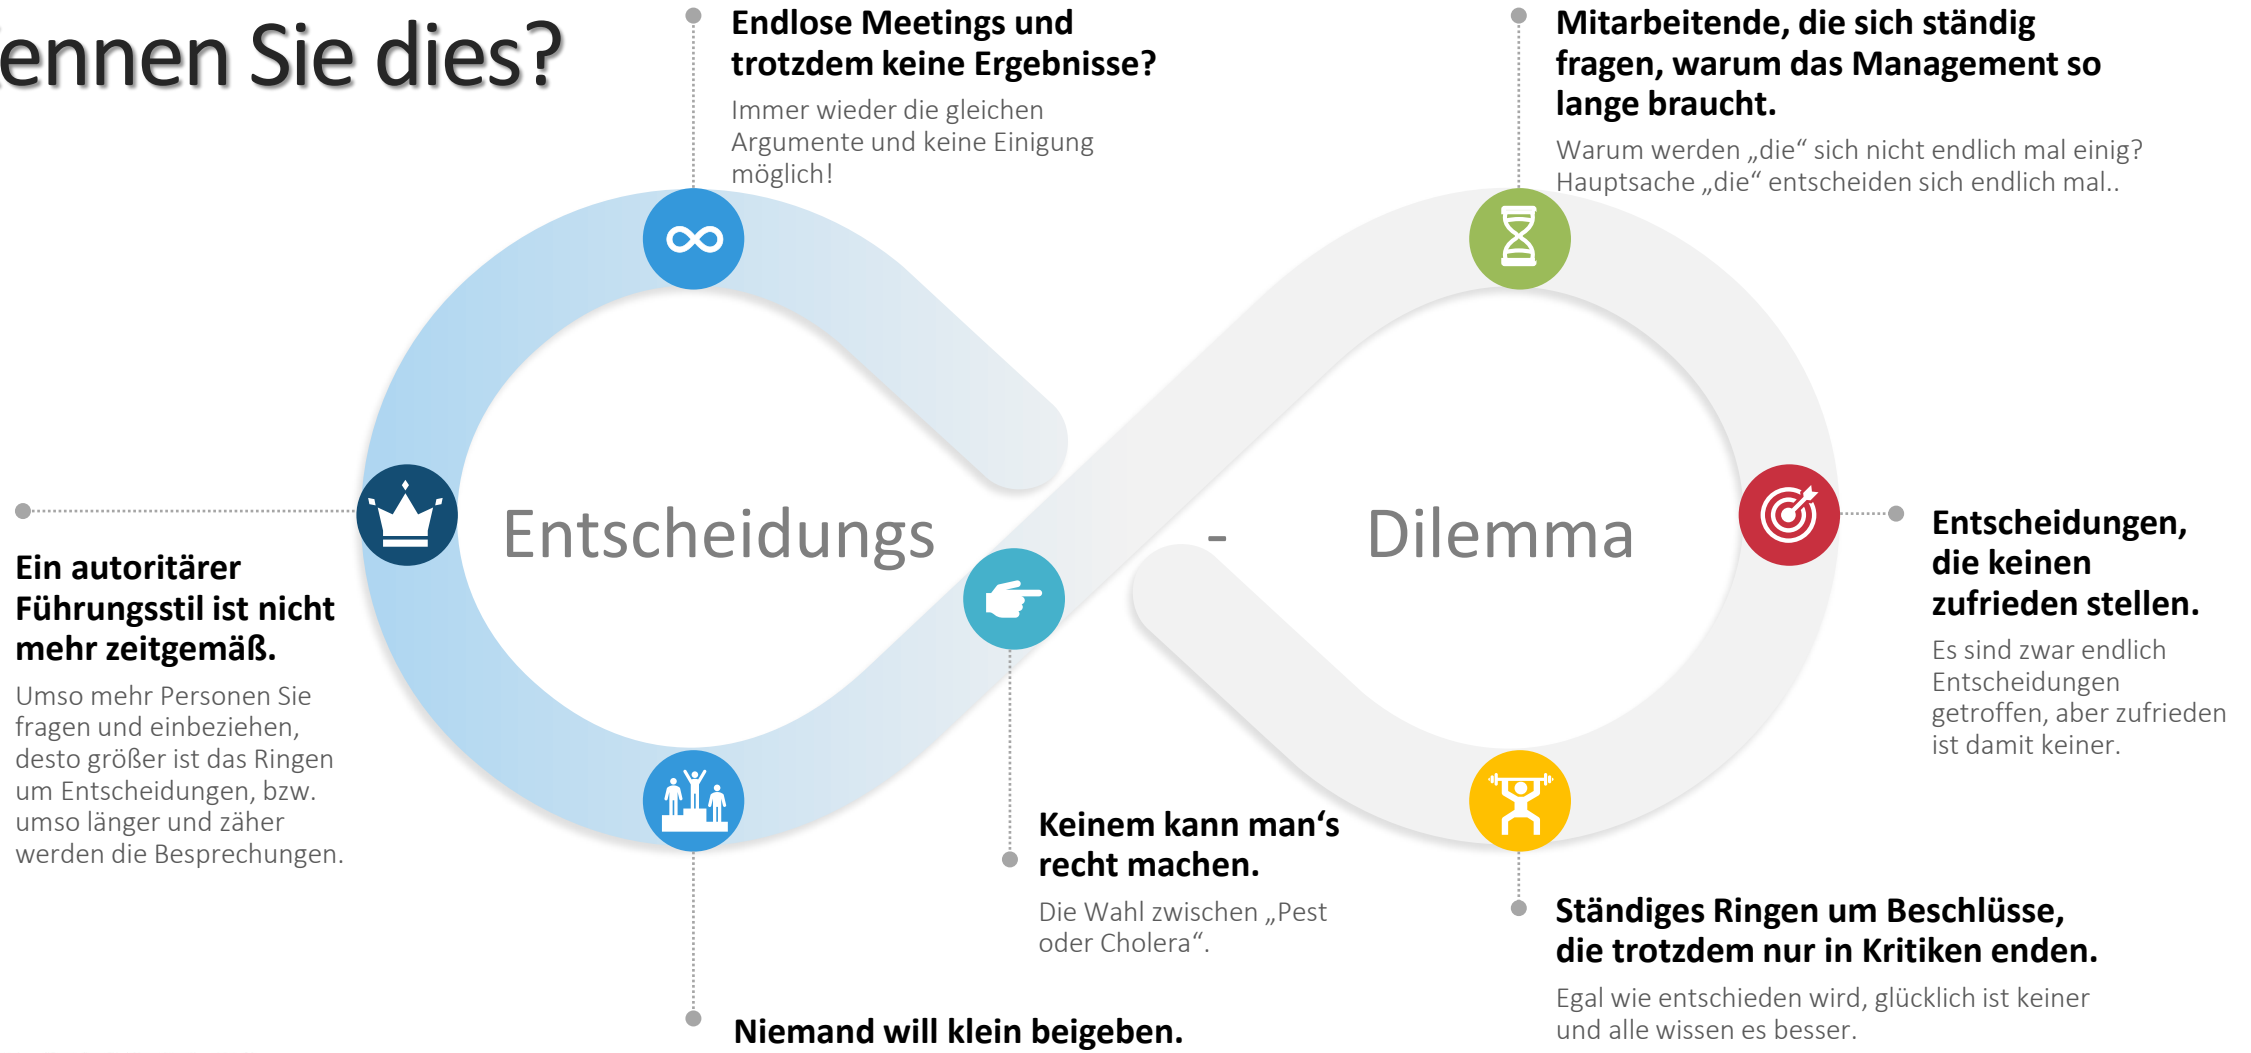 ennen Sie dies?
Endlose Meetings und
trotzdem keine Ergebnisse?
Immer wieder die gleichen
Argumente und keine Einigung
möglich!
Mitarbeitende, die sich ständig
fragen, warum das Management so
lange braucht.
Warum werden „die“ sich nicht endlich mal einig?
Hauptsache „die“ entscheiden sich endlich mal..
Entscheidungs - Dilemma
Ein autoritärer
Führungsstil ist nicht
mehr zeitgemäß.
Umso mehr Personen Sie
fragen und einbeziehen,
desto größer ist das Ringen
um Entscheidungen, bzw.
umso länger und zäher
werden die Besprechungen.
Entscheidungen,
die keinen
zufrieden stellen.
Es sind zwar endlich
Entscheidungen
getroffen, aber zufrieden
ist damit keiner.
Keinem kann man‘s
recht machen.
Die Wahl zwischen „Pest
oder Cholera“.
Ständiges Ringen um Beschlüsse,
die trotzdem nur in Kritiken enden.
Egal wie entschieden wird, glücklich ist keiner
und alle wissen es besser.
Niemand will klein beigeben.